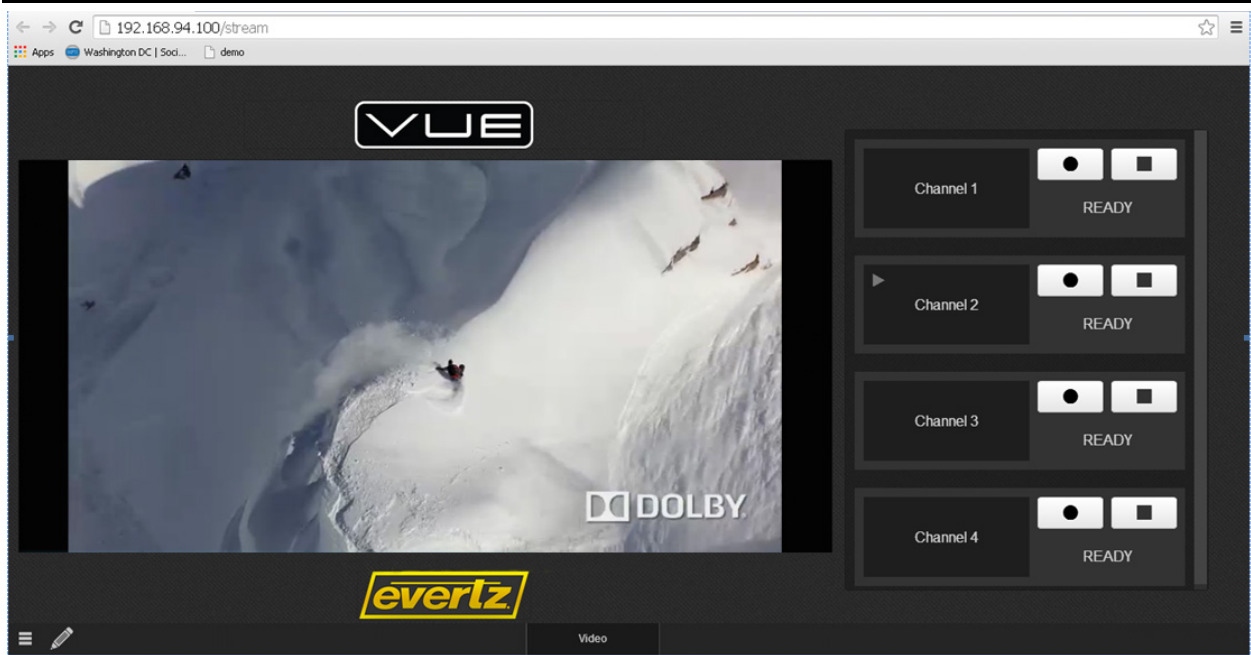 192.168.94.100/stream
Apps Washington DC | Soci... demo
VUE
Channel 1
READY
Channel 2
READY
Channel 3
READY
Channel 4
READY
DOLBY
evertz
Video